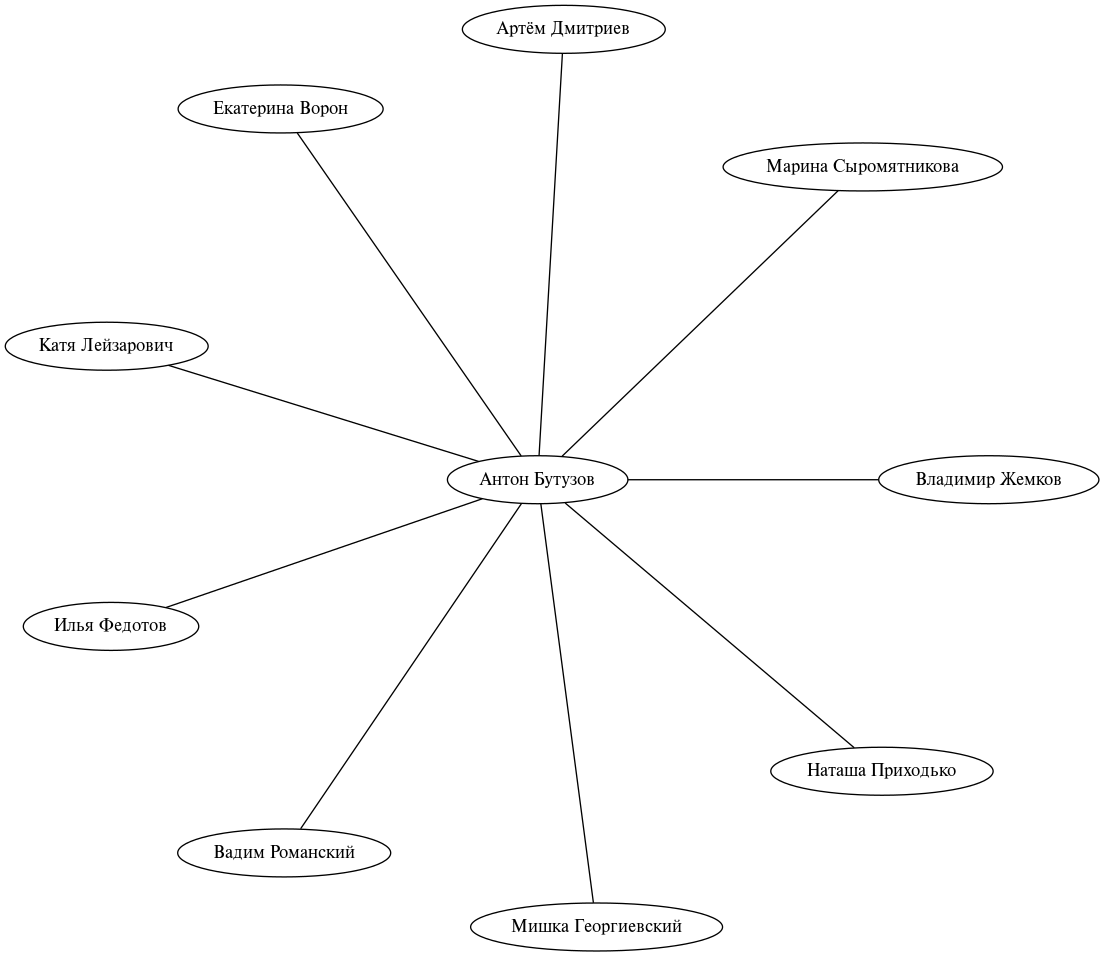 Артём Дмитриев
Екатерина Ворон
Марина Сыромятникова
Катя Лейзарович
Антон Бутузов
Владимир Жемков
Илья Федотов
Наташа Приходько
Вадим Романский
Мишка Георгиевский